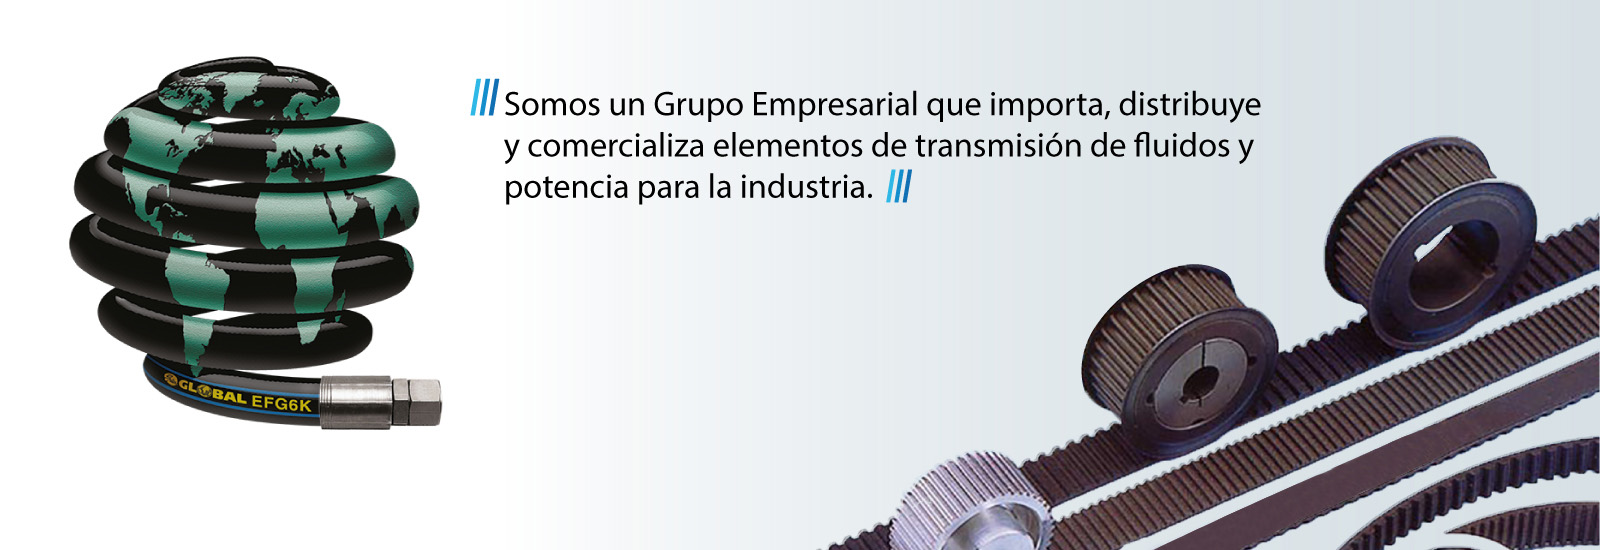 Somos un Grupo Empresarial que importa, distribuye
y comercializa elementos de transmisión de fluidos y
potencia para la industria.
GLOBAL EFG6K